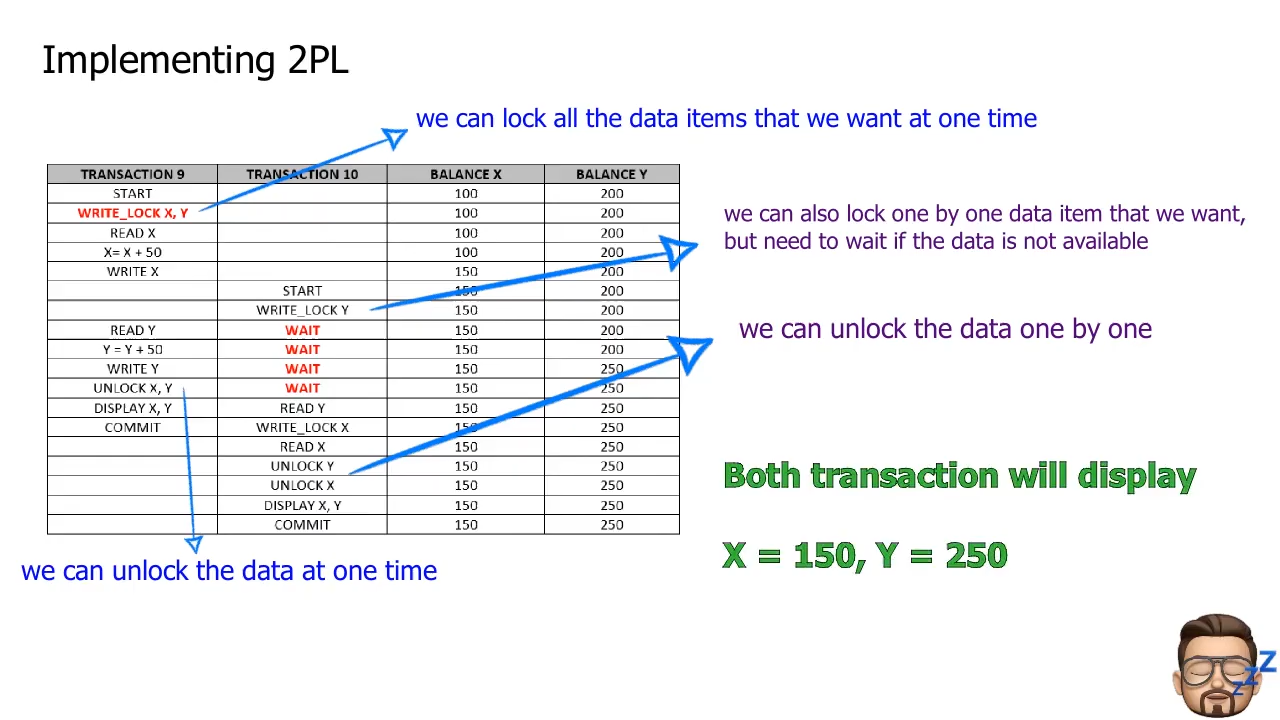 Implementing 2PL
we can lock all the data items that we want at one time
TRANSACTION 9 TRANSACTION 10 BALANCE X BALANCE Y
START 100 200
WRITE_LOCK X, Y 100 200
READ X 100 200
X= X + 50 100 200
WRITE X 150 200
START 150 200
WRITE_LOCK Y 150 200
READ Y WAIT 150 200
Y = Y + 50 WAIT 150 200
WRITE Y WAIT 150 250
UNLOCK X, Y WAIT 150 250
DISPLAY X, Y READ Y 150 250
COMMIT WRITE_LOCK X 150 250
READ X 150 250
UNLOCK Y 150 250
UNLOCK X 150 250
DISPLAY X, Y 150 250
COMMIT 150 250
we can also lock one by one data item that we want,
but need to wait if the data is not available
we can unlock the data one by one
Both transaction will display
X = 150, Y = 250
we can unlock the data at one time
z z Z